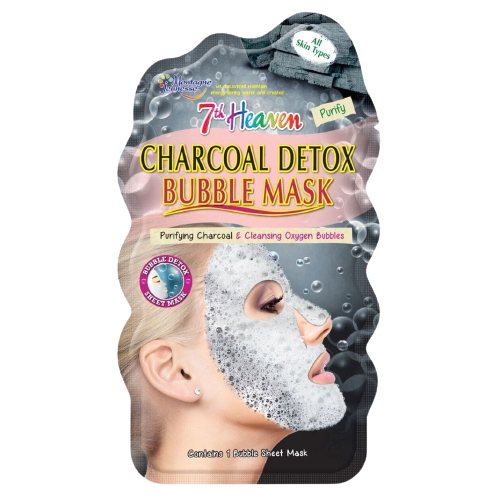 All
Skin Types
Montagne
Jeunesse
7th Heaven
Purify
CHARCOAL DETOX
BUBBLE MASK
Purifying Charcoal & Cleansing Oxygen Bubbles
BUBBLE DETOX
SHEET MASK
Contains 1 Bubble Sheet Mask